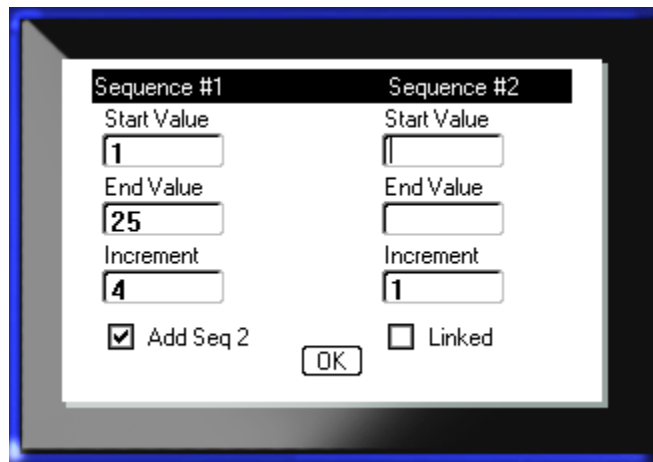 Sequence #1 Sequence #2
Start Value Start Value
1
End Value End Value
25
Increment Increment
4 1
Add Seq 2 Linked
OK